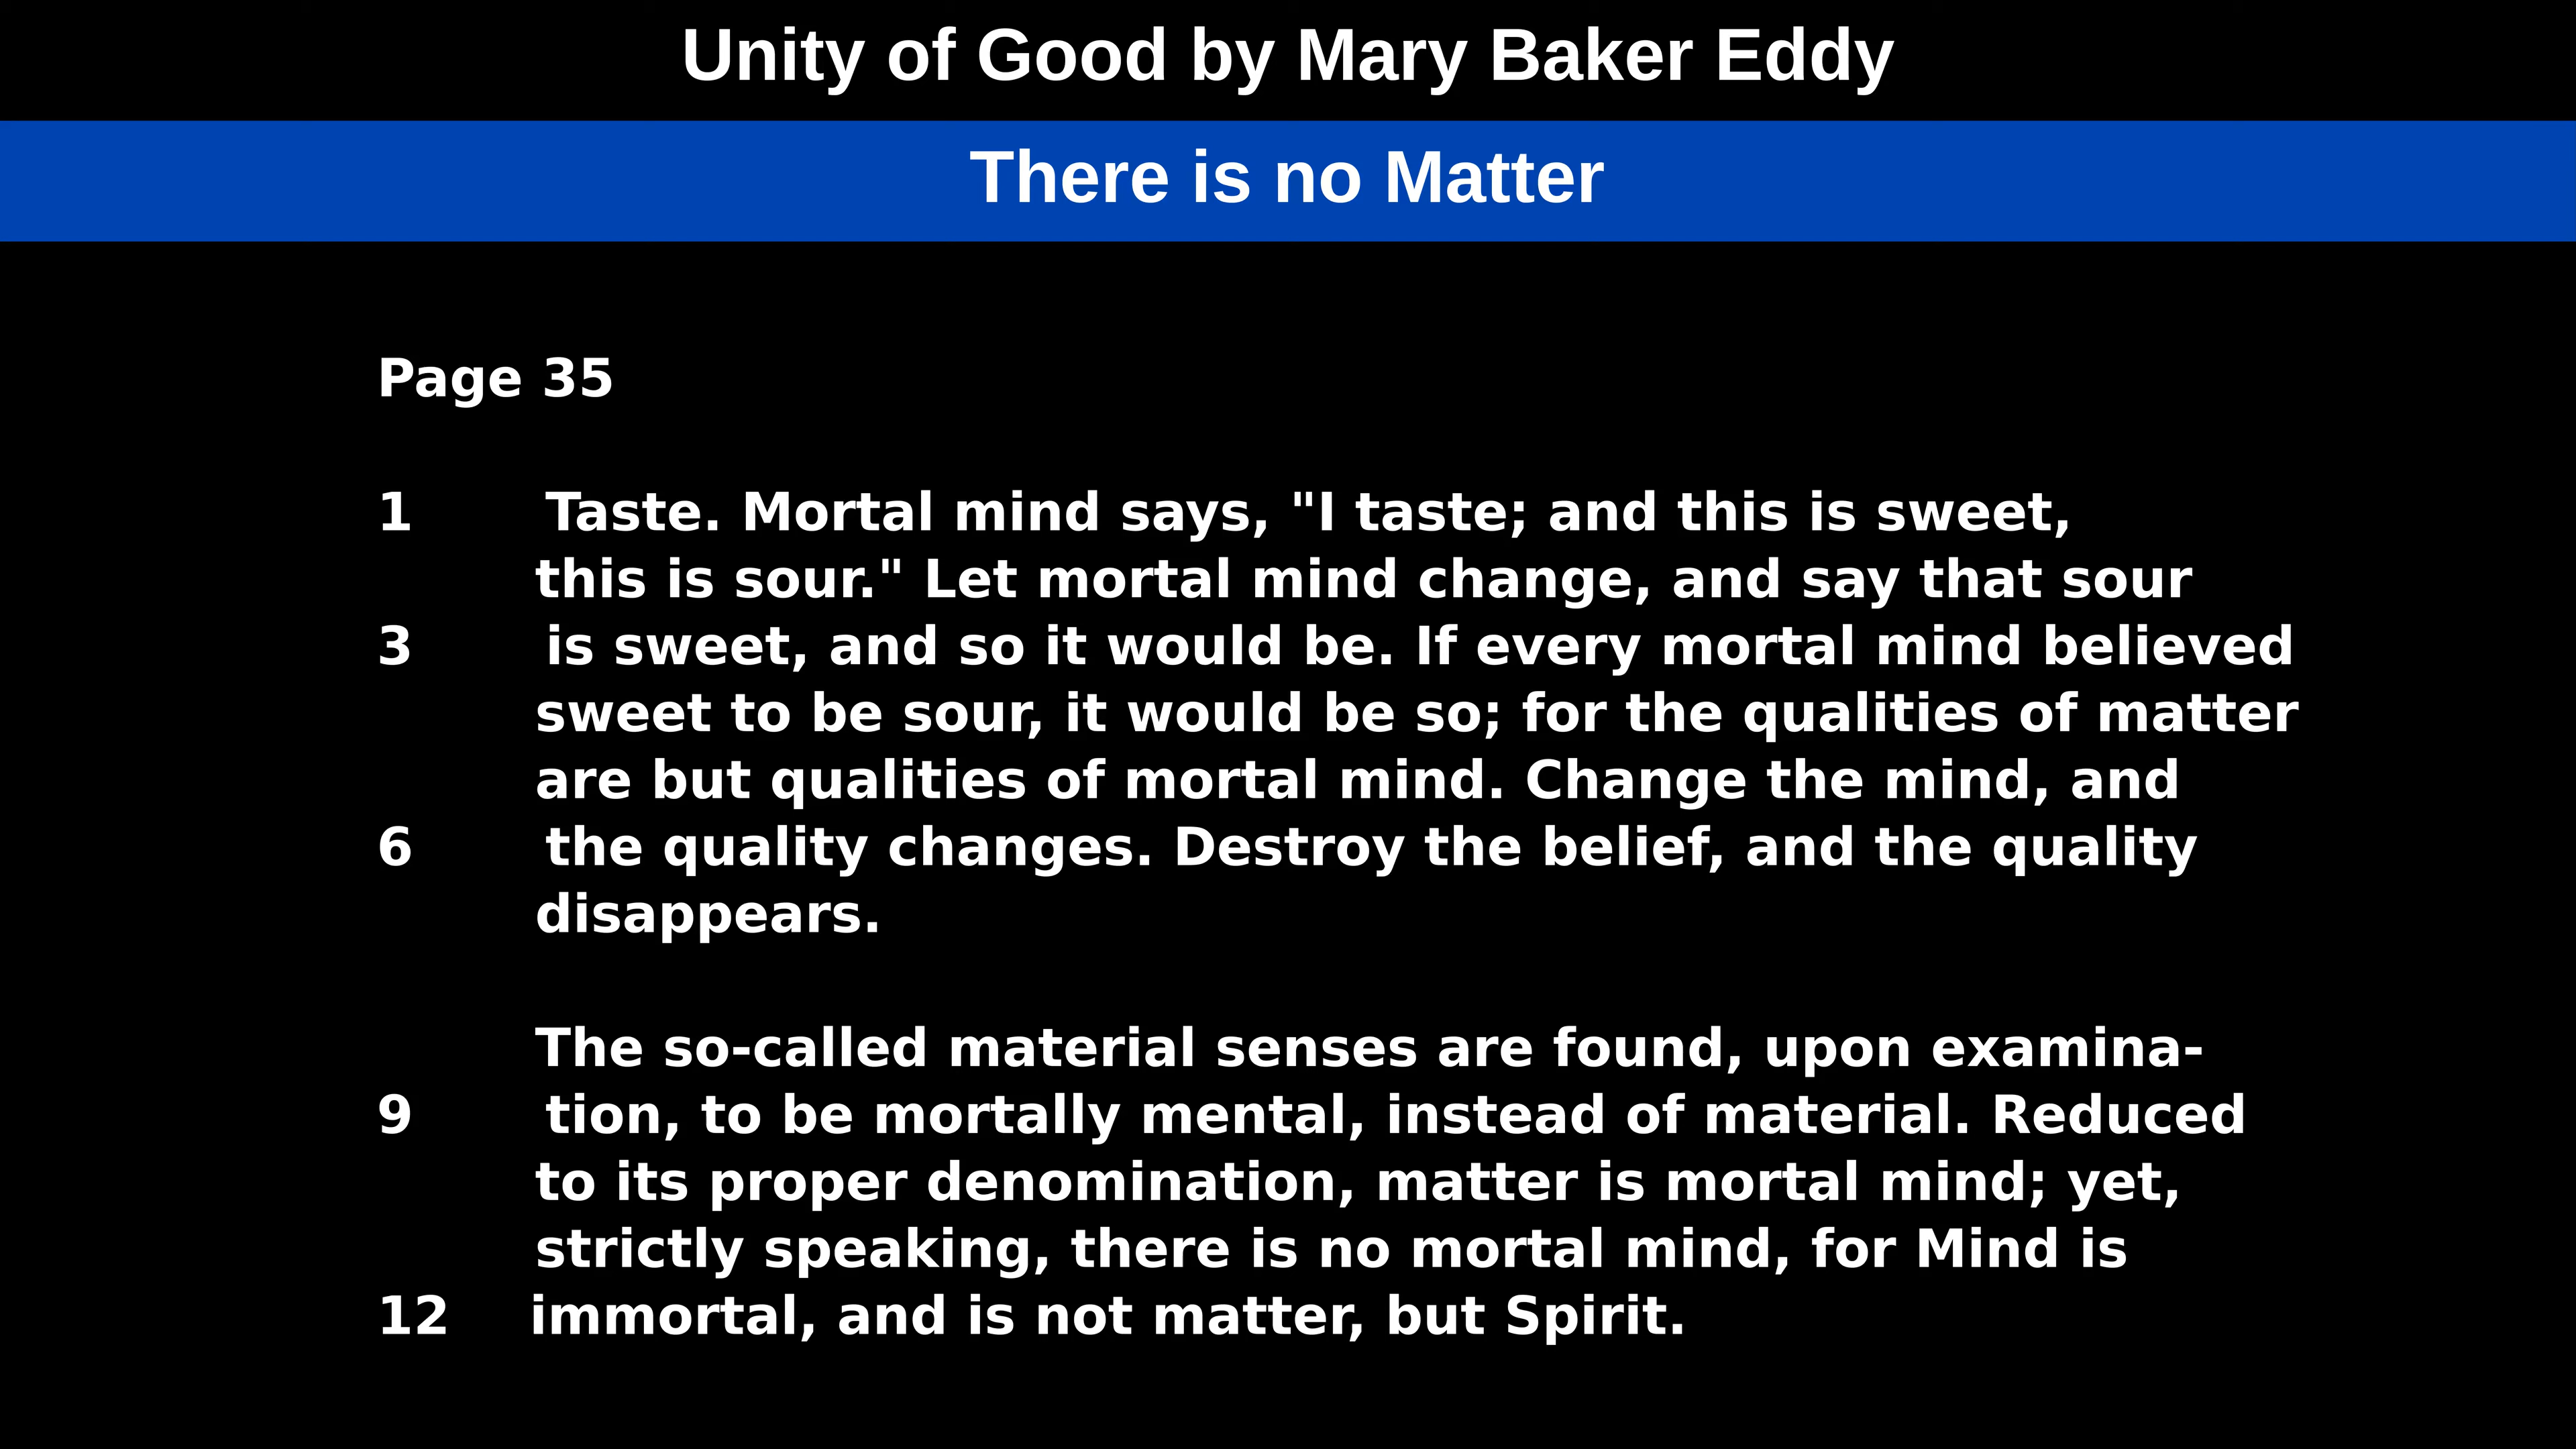 Unity of Good by Mary Baker Eddy
There is no Matter
Page 35
1 Taste. Mortal mind says, "I taste; and this is sweet,
this is sour." Let mortal mind change, and say that sour
3 is sweet, and so it would be. If every mortal mind believed
sweet to be sour, it would be so; for the qualities of matter
are but qualities of mortal mind. Change the mind, and
6 the quality changes. Destroy the belief, and the quality
disappears.
The so-called material senses are found, upon examina-
9 tion, to be mortally mental, instead of material. Reduced
to its proper denomination, matter is mortal mind; yet,
strictly speaking, there is no mortal mind, for Mind is
12 immortal, and is not matter, but Spirit.